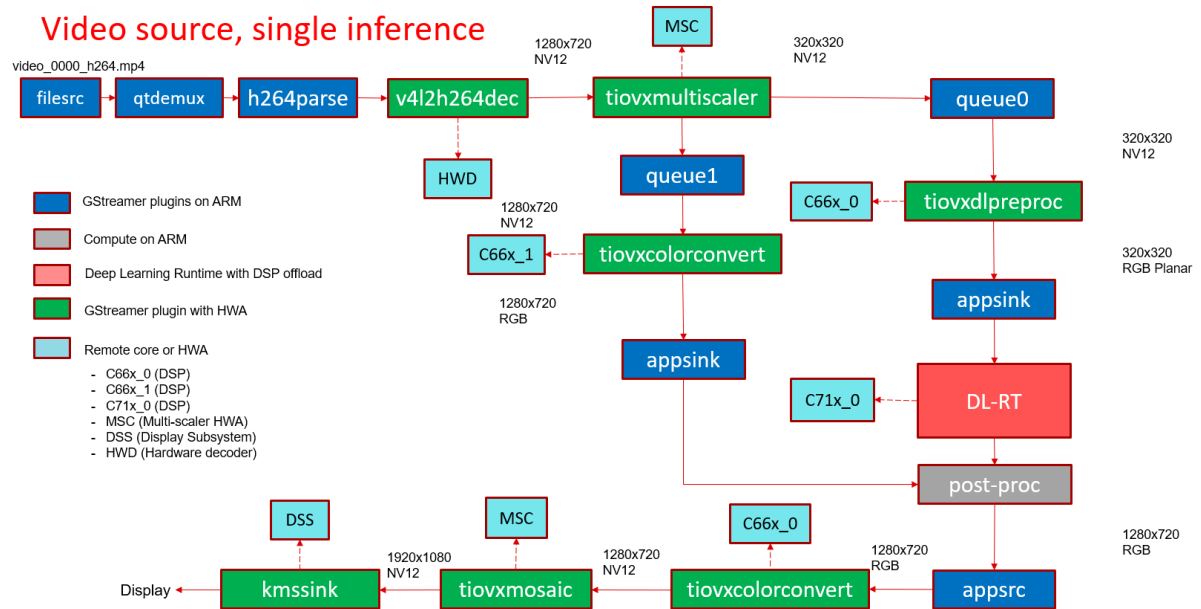 Video source, single inference
video_0000_h264.mp4
filesrc
qtdemux
h264parse
v4l2h264dec
1280x720
NV12
MSC
tiovxmultiscaler
320x320
NV12
queue0
HWD
queue1
320x320
NV12
C66x_0
tiovxdlpreproc
1280x720
NV12
C66x_1
tiovxcolorconvert
320x320
RGB Planar
1280x720
RGB
appsink
appsink
C71x_0
DL-RT
post-proc
GStreamer plugins on ARM
Compute on ARM
Deep Learning Runtime with DSP offload
GStreamer plugin with HWA
Remote core or HWA
- C66x_0 (DSP)
- C66x_1 (DSP)
- C71x_0 (DSP)
- MSC (Multi-scaler HWA)
- DSS (Display Subsystem)
- HWD (Hardware decoder)
1280x720
RGB
DSS
MSC
C66x_0
Display
kmssink
1920x1080
NV12
tiovxmosaic
1280x720
NV12
tiovxcolorconvert
1280x720
RGB
appsrc